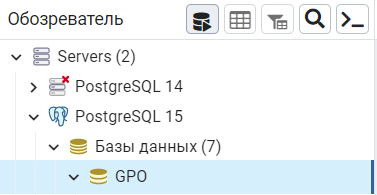 Обозреватель
Servers (2)
PostgreSQL 14
PostgreSQL 15
Базы данных (7)
GPO